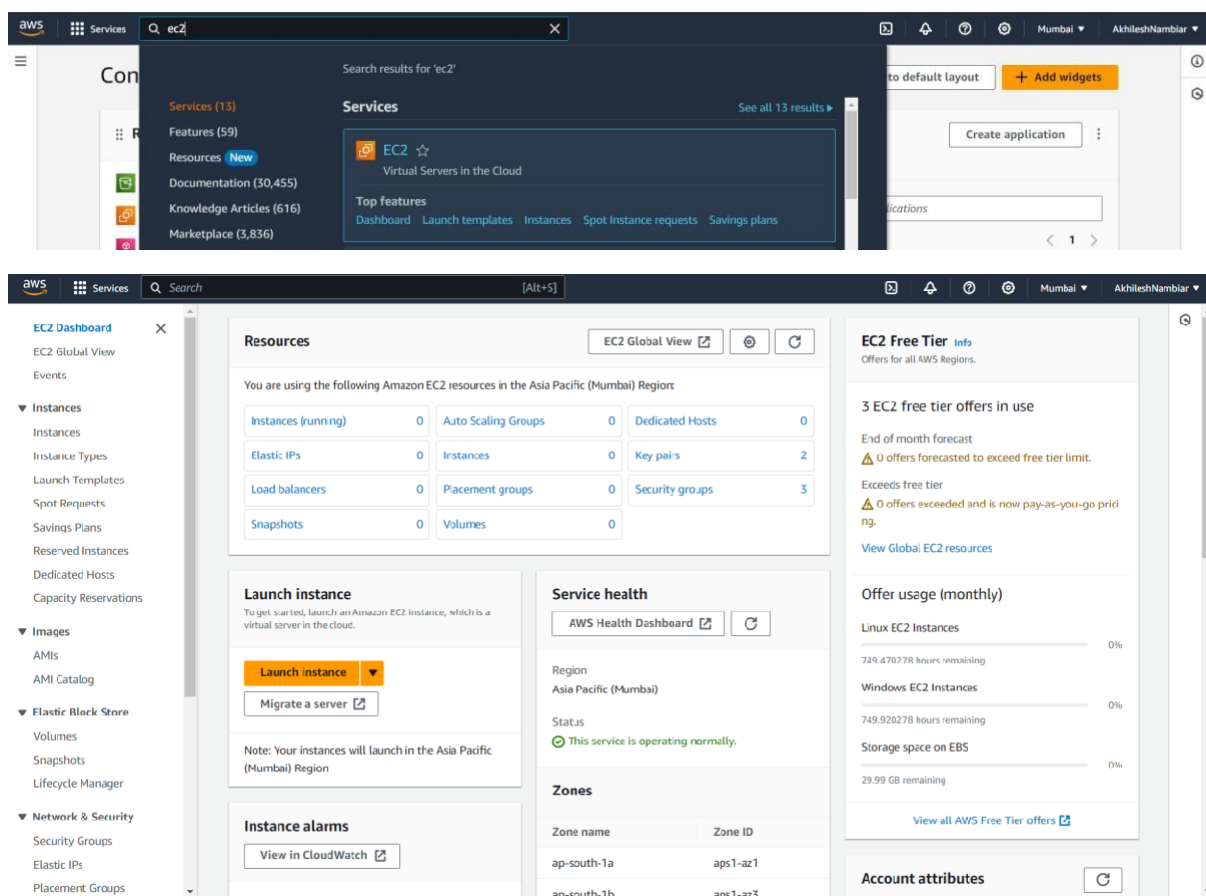 aws
Services
ec2
Mumbai
AkhileshNambiar
Con
Search results for 'ec2'
to default layout
+ Add widgets
Services (13)
Services
See all 13 results
Features (59)
R
Resources New
EC2
Create application
Virtual Servers in the Cloud
Documentation (30,455)
Knowledge Articles (616)
Top features
Dashboard Launch templates Instances Spot Instance requests Savings plans
lications
Marketplace (3,836)
1
aws
Services
Search
[Alt+S]
Mumbai
AkhileshNambiar
EC2 Dashboard
EC2 Global View
Events
Instances
Instances
Instance Types
Launch Templates
Spot Requests
Savings Plans
Reserved Instances
Dedicated Hosts
Capacity Reservations
Images
AMIs
AMI Catalog
Elastic Block Store
Volumes
Snapshots
Lifecycle Manager
Network & Security
Security Groups
Elastic IPs
Placement Groups
Resources
EC2 Global View
You are using the following Amazon EC2 resources in the Asia Pacific (Mumbai) Region:
Instances (running) 0
Auto Scaling Groups 0
Dedicated Hosts 0
Elastic IPs 0
Instances 0
Key pairs 2
Load balancers 0
Placement groups 0
Security groups 3
Snapshots 0
Volumes 0
Launch instance
To get started, launch an Amazon EC2 instance, which is a
virtual server in the cloud.
Launch instance
Migrate a server
Note: Your instances will launch in the Asia Pacific
(Mumbai) Region
Instance alarms
View in CloudWatch
Service health
AWS Health Dashboard
Region
Asia Pacific (Mumbai)
Status
This service is operating normally.
Zones
Zone name Zone ID
ap-south-1a aps1-az1
ap-south-1b aps1-az3
EC2 Free Tier Info
Offers for all AWS Regions.
3 EC2 free tier offers in use
End of month forecast
0 offers forecasted to exceed free tier limit.
Exceeds free tier
0 offers exceeded and is now pay-as-you-go prici
ng.
View Global EC2 resources
Offer usage (monthly)
Linux EC2 Instances
0%
749.470278 hours remaining
Windows EC2 Instances
0%
749.920278 hours remaining
Storage space on EBS
0%
29.99 GB remaining
View all AWS Free Tier offers
Account attributes